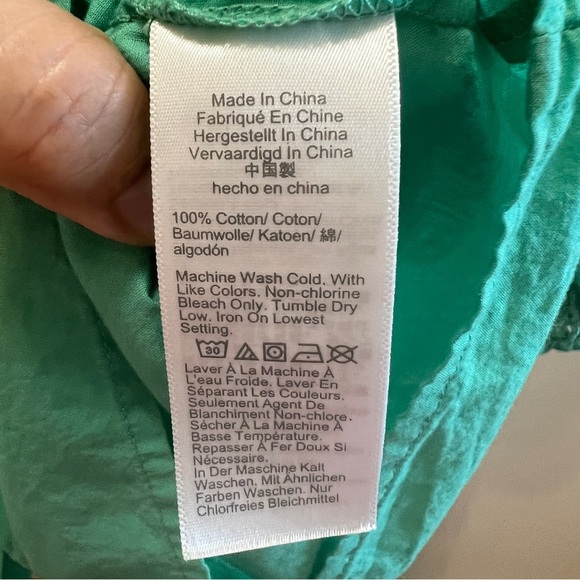 Made In China
Fabriqué En Chine
Hergestellt In China
Vervaardigd In China
中国製
hecho en china
100% Cotton/ Coton/
Baumwolle/ Katoen/ 綿/
algodón
Machine Wash Cold. With
Like Colors. Non-chlorine
Bleach Only. Tumble Dry
Low. Iron On Lowest
Setting.
30
Laver À La Machine À
L'eau Froide. Laver En
Séparant Les Couleurs.
Seulement Agent De
Blanchiment Non-chlore.
Sécher À La Machine À
Basse Température.
Repasser À Fer Doux Si
Nécessaire.
In Der Maschine Kalt
Waschen, Mit Ähnlichen
Farben Waschen. Nur
Chlorfreies Bleichmittel